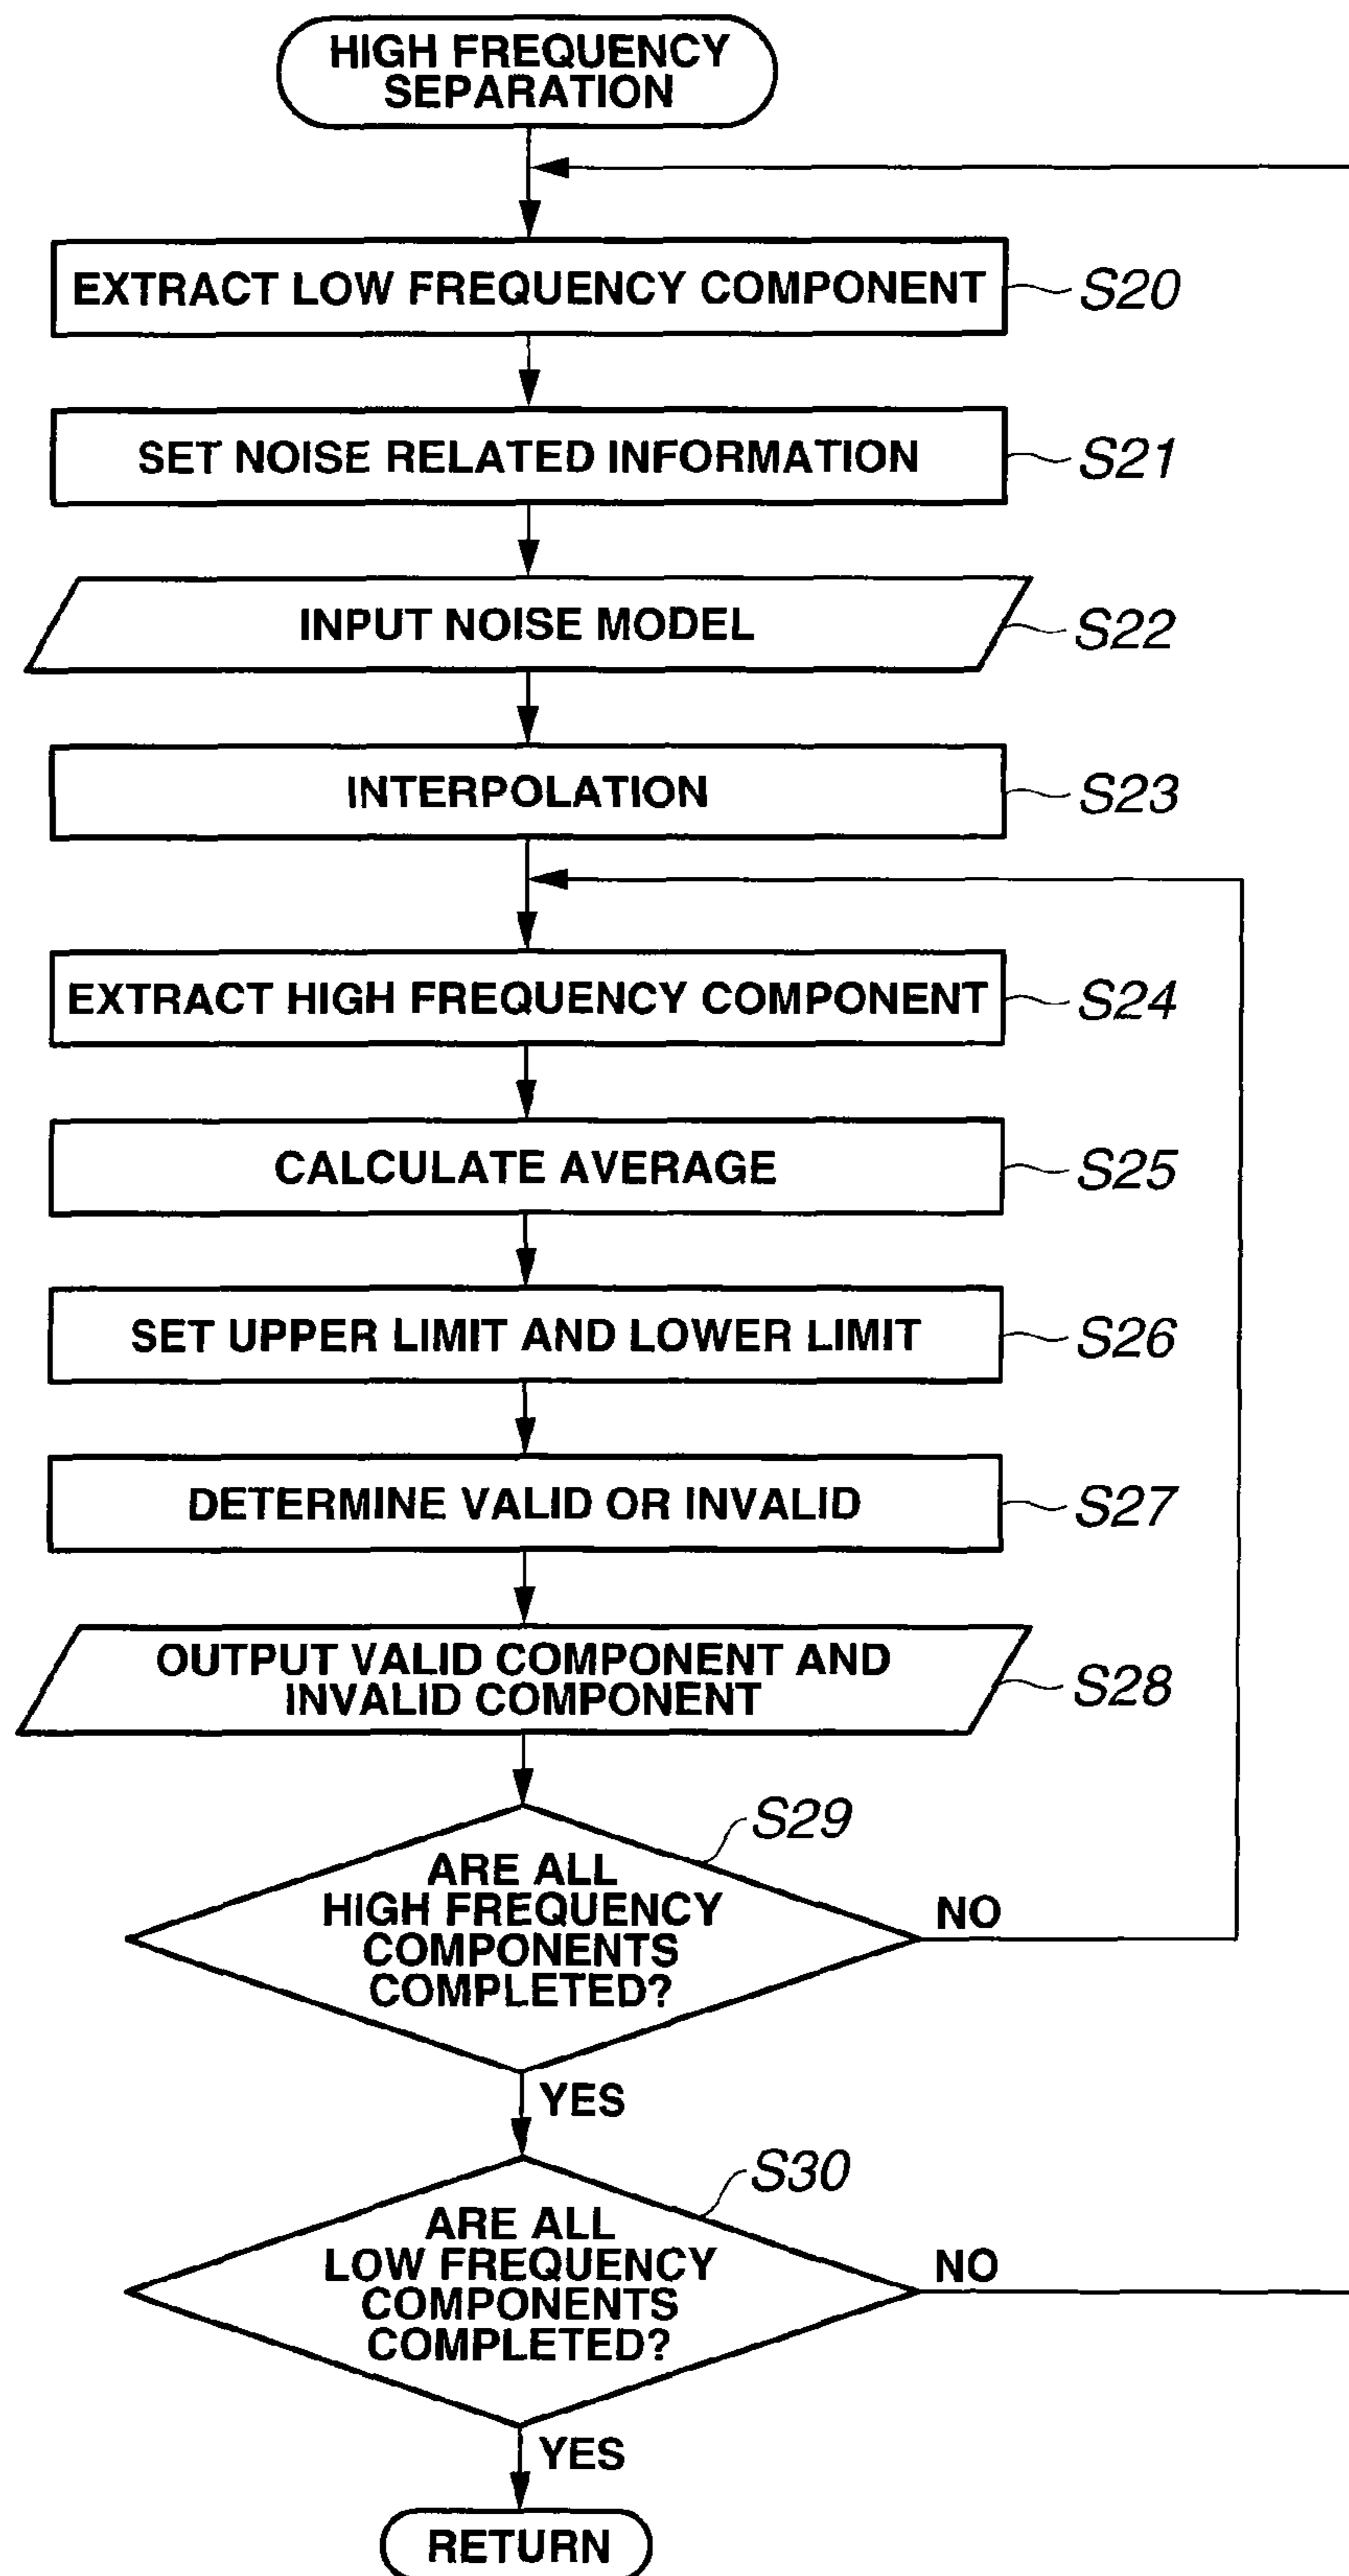 HIGH FREQUENCY
SEPARATION
EXTRACT LOW FREQUENCY COMPONENT
S20
SET NOISE RELATED INFORMATION
S21
INPUT NOISE MODEL
S22
INTERPOLATION
S23
EXTRACT HIGH FREQUENCY COMPONENT
S24
CALCULATE AVERAGE
S25
SET UPPER LIMIT AND LOWER LIMIT
S26
DETERMINE VALID OR INVALID
S27
OUTPUT VALID COMPONENT AND
INVALID COMPONENT
S28
S29
ARE ALL
HIGH FREQUENCY
COMPONENTS
COMPLETED?
NO
YES
S30
ARE ALL
LOW FREQUENCY
COMPONENTS
COMPLETED?
NO
YES
RETURN